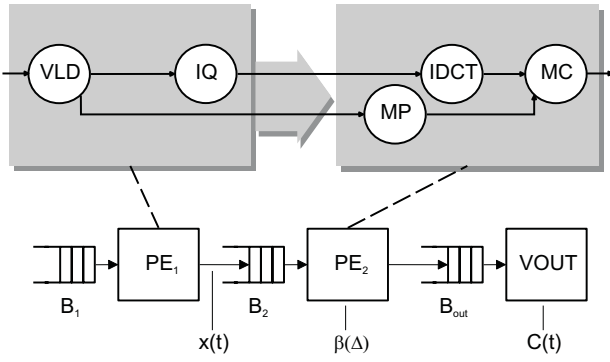 VLD
IQ
IDCT
MC
MP
PE₁
PE₂
VOUT
B₁
B₂
Bₒᵤₜ
x(t)
β(Δ)
C(t)